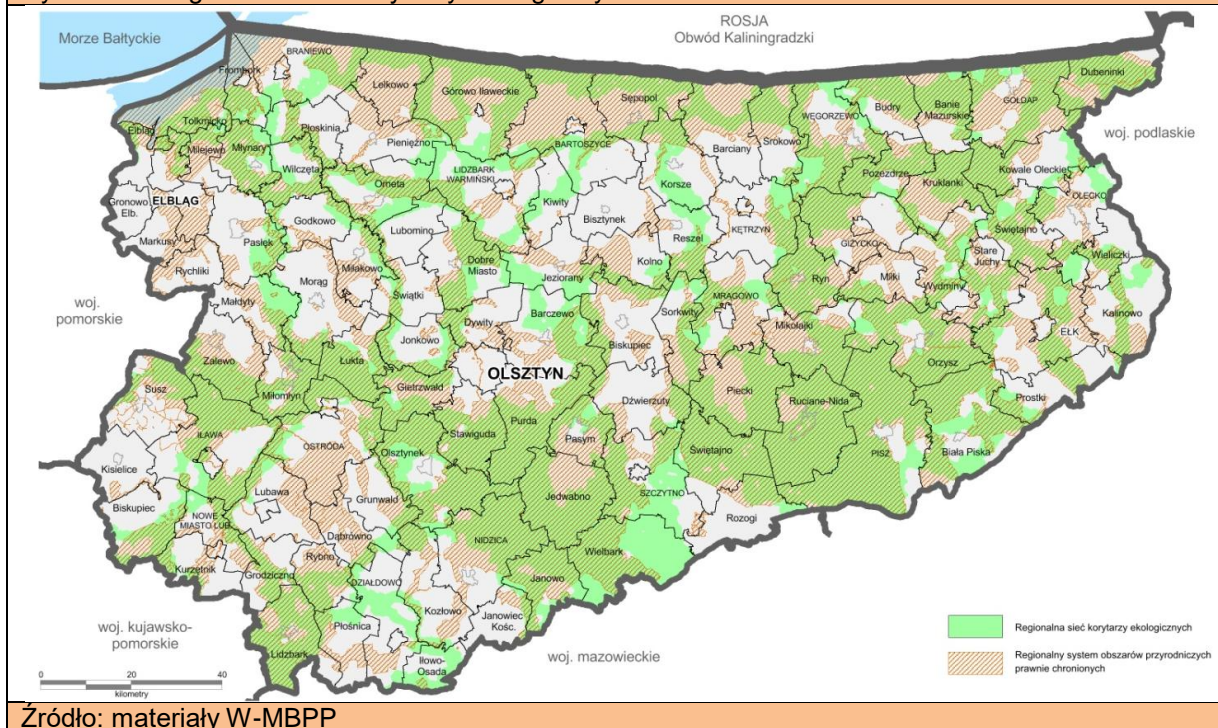 Morze Bałtyckie
ROSJA
Obwód Kaliningradzki
woj. podlaskie
woj.
pomorskie
woj. kujawsko-
pomorskie
woj. mazowieckie
Frombork
BRANIEWO
Lelkowo
Górowo Iławeckie
Sępopol
WĘGORZEWO
Budry
Banie
Mazurskie
GOŁDAP
Dubeninki
Elbląg
Tolkmicko
Płoskinia
Pieniężno
BARTOSZYCE
Barciany
Srokowo
Milejewo
Młynary
Wilczęta
Orneta
LIDZBARK
WARMIŃSKI
Kiwity
Korsze
Pozezdrze
Kruklanki
Kowale Oleckie
OLECKO
Gronowo
Elb.
ELBLĄG
Markusy
Pasłęk
Godkowo
Lubomino
Bisztynek
Reszel
KĘTRZYN
GIŻYCKO
Świętajno
Stare
Juchy
Wieliczki
Rychliki
Morąg
Miłakowo
Świątki
Dobre
Miasto
Jeziorany
Kolno
Ryn
Miłki
Wydminy
Małdyty
Dywity
Barczewo
Sorkwity
MRĄGOWO
Mikołajki
EŁK
Kalinowo
Zalewo
Łukta
Jonkowo
Biskupiec
Orzysz
Susz
Miłomłyn
Gietrzwałd
OLSZTYN
Dźwierzuty
Piecki
Ruciane-Nida
Prostki
IŁAWA
OSTRÓDA
Olsztynek
Stawiguda
Purda
Pasym
Świętajno
PISZ
Biała Piska
Kisielice
Lubawa
Grunwald
Jedwabno
SZCZYTNO
Rozogi
Biskupiec
NOWE
MIASTO LUB.
Dąbrówno
NIDZICA
Wielbark
Kurzętnik
Grodziczno
Rybno
DZIAŁDOWO
Kozłowo
Janowo
Janowiec
Kośc.
Płośnica
Lidzbark
Iłowo-
Osada
Regionalna sieć korytarzy ekologicznych
Regionalny system obszarów przyrodniczych
prawnie chronionych
0 20 40
kilometry
Źródło: materiały W-MBPP